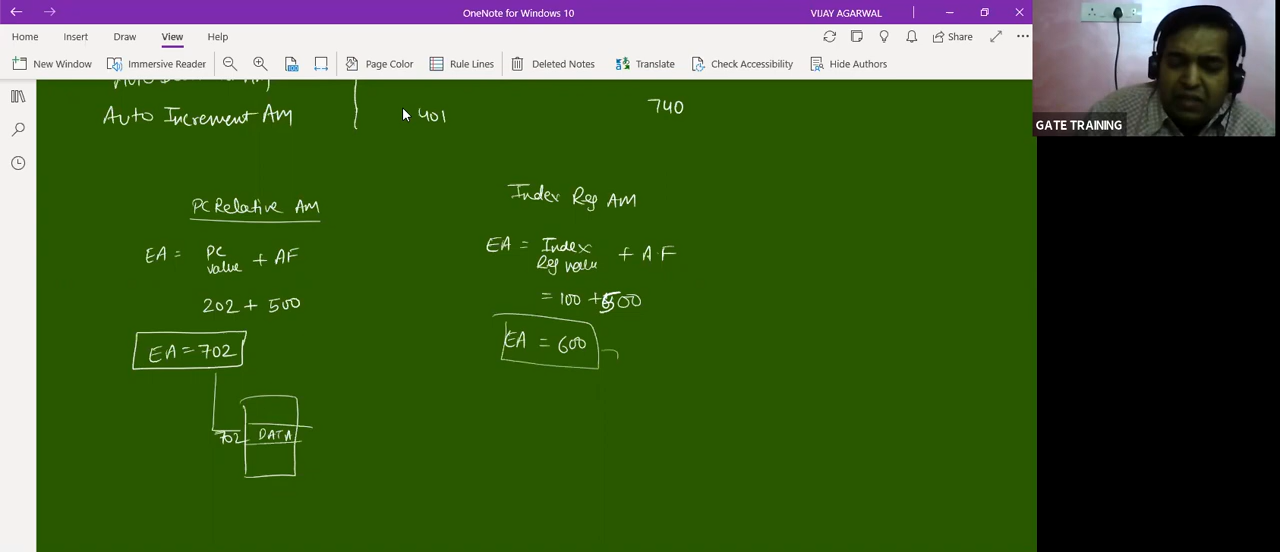 OneNote for Windows 10
VIJAY AGARWAL
Home Insert Draw View Help
Share
New Window Immersive Reader Page Color Rule Lines Deleted Notes Translate Check Accessibility Hide Authors
GATE TRAINING
Auto Increment AM 401 740
PC Relative AM
EA = PC value + AF
202 + 500
EA = 702
702 DATA
Index Reg AM
EA = Index Reg value + A.F
= 100 + 500
EA = 600